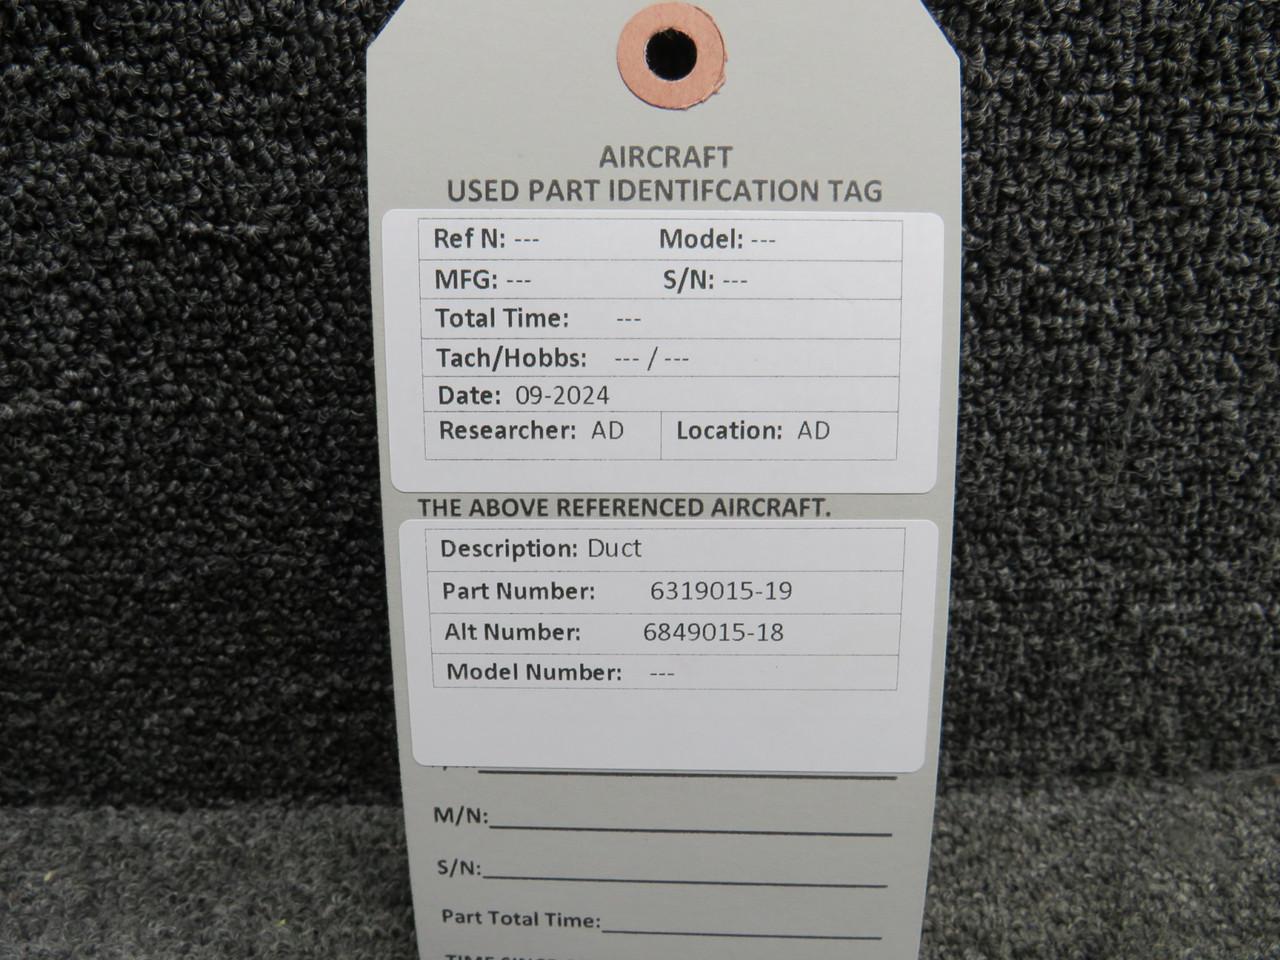 AIRCRAFT
USED PART IDENTIFCATION TAG
Ref N: --- Model: ---
MFG: --- S/N: ---
Total Time: ---
Tach/Hobbs: --- / ---
Date: 09-2024
Researcher: AD Location: AD
THE ABOVE REFERENCED AIRCRAFT.
Description: Duct
Part Number: 6319015-19
Alt Number: 6849015-18
Model Number: ---
M/N:
S/N:
Part Total Time:
TIME SINCE